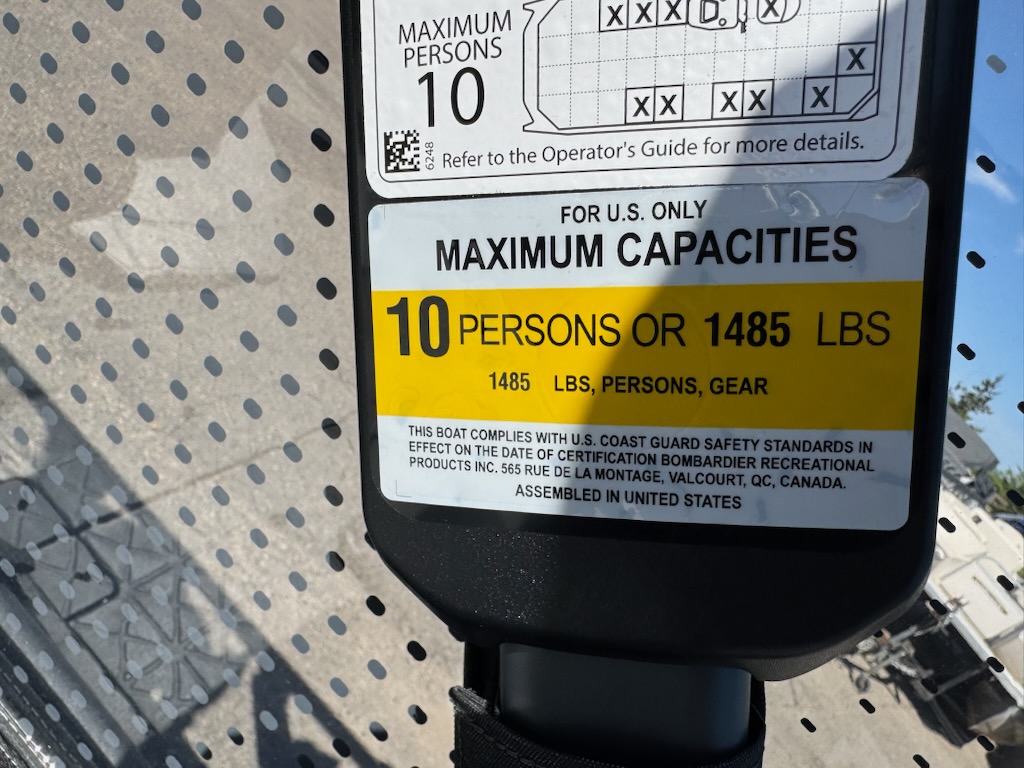 MAXIMUM
PERSONS
10
X X X X
X
X X X X X
6248
Refer to the Operator's Guide for more details.
FOR U.S. ONLY
MAXIMUM CAPACITIES
10 PERSONS OR 1485 LBS
1485 LBS, PERSONS, GEAR
THIS BOAT COMPLIES WITH U.S. COAST GUARD SAFETY STANDARDS IN
EFFECT ON THE DATE OF CERTIFICATION BOMBARDIER RECREATIONAL
PRODUCTS INC. 565 RUE DE LA MONTAGE, VALCOURT, QC, CANADA.
ASSEMBLED IN UNITED STATES